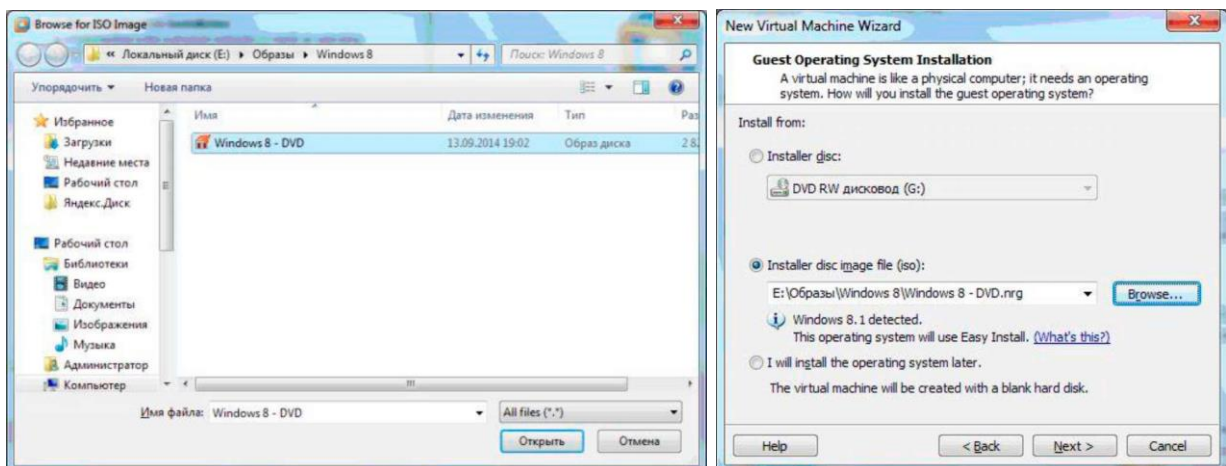 Browse for ISO Image
« Локальный диск (E:) ▸ Образы ▸ Windows 8
Поиск: Windows 8
Упорядочить ▾ Новая папка
Избранное
Загрузки
Недавние места
Рабочий стол
Яндекс.Диск
Рабочий стол
Библиотеки
Видео
Документы
Изображения
Музыка
Администратор
Компьютер
Имя Дата изменения Тип Раз
Windows 8 - DVD 13.09.2014 19:02 Образ диска 2 82
Имя файла: Windows 8 - DVD All files (*.*)
Открыть Отмена
New Virtual Machine Wizard
Guest Operating System Installation
A virtual machine is like a physical computer; it needs an operating
system. How will you install the guest operating system?
Install from:
Installer disc:
DVD RW дисковод (G:)
Installer disc image file (iso):
E:\Образы\Windows 8\Windows 8 - DVD.nrg Browse...
Windows 8.1 detected.
This operating system will use Easy Install. (What's this?)
I will install the operating system later.
The virtual machine will be created with a blank hard disk.
Help < Back Next > Cancel